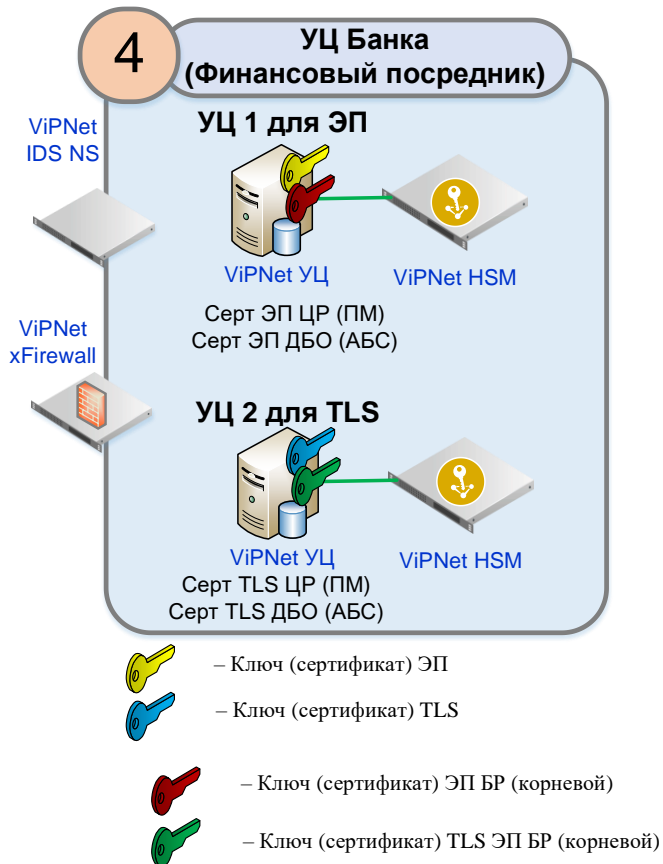 4
УЦ Банка
(Финансовый посредник)
УЦ 1 для ЭП
ViPNet
IDS NS
ViPNet УЦ
ViPNet HSM
Серт ЭП ЦР (ПМ)
Серт ЭП ДБО (АБС)
ViPNet
xFirewall
УЦ 2 для TLS
ViPNet УЦ
ViPNet HSM
Серт TLS ЦР (ПМ)
Серт TLS ДБО (АБС)
– Ключ (сертификат) ЭП
– Ключ (сертификат) TLS
– Ключ (сертификат) ЭП БР (корневой)
– Ключ (сертификат) TLS ЭП БР (корневой)